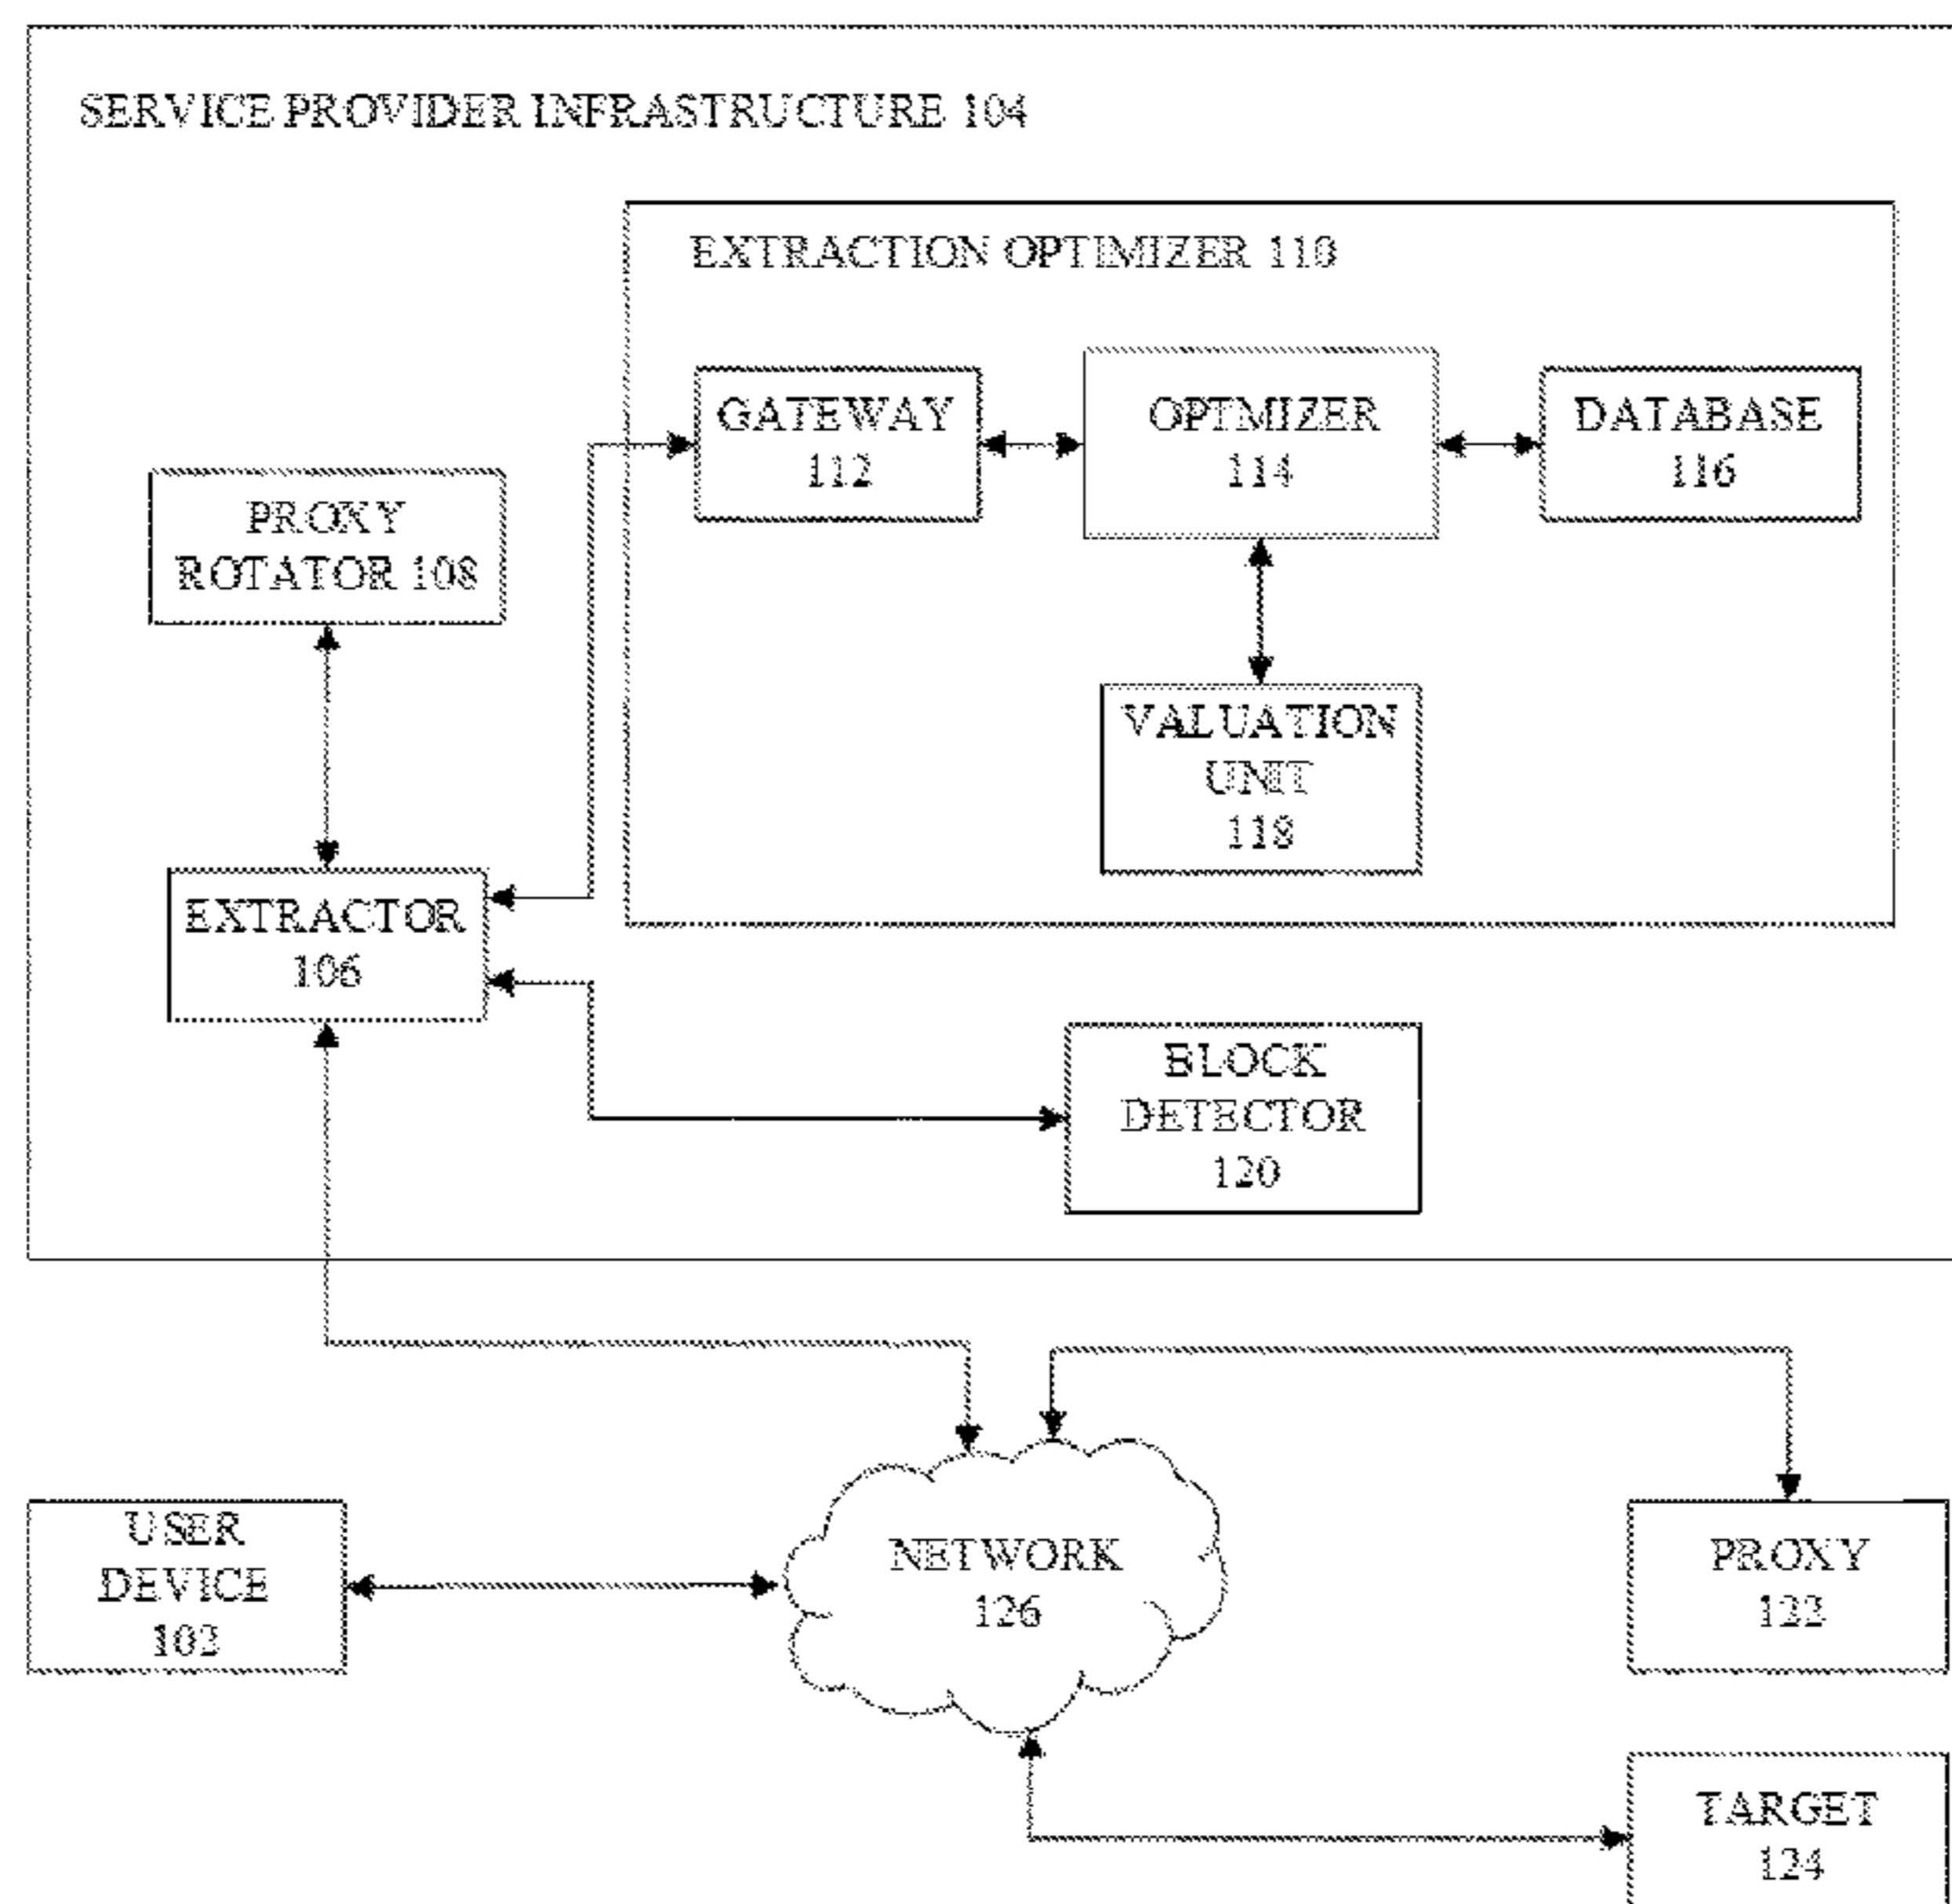 SERVICE PROVIDER INFRASTRUCTURE 104
EXTRACTION OPTIMIZER 110
GATEWAY
112
OPTMIZER
114
DATABASE
116
PROXY
ROTATOR 108
VALUATION
UNIT
118
EXTRACTOR
106
BLOCK
DETECTOR
120
USER
DEVICE
102
NETWORK
126
PROXY
122
TARGET
124